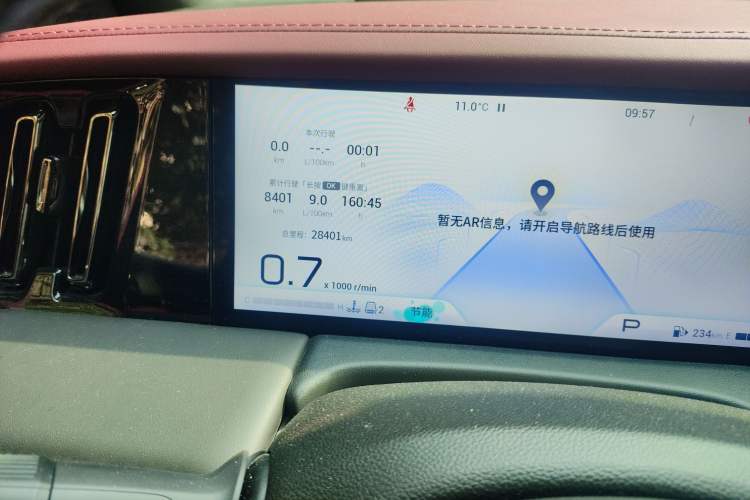 11.0°C
09:57
本次行驶
0.0 --.- 00:01
km L/100km h
累计行驶「长按OK键重置」
8401 9.0 160:45
km L/100km h
暂无AR信息，请开启导航路线后使用
总里程: 28401km
0.7 x 1000 r/min
C H 2 节能
P 234km E